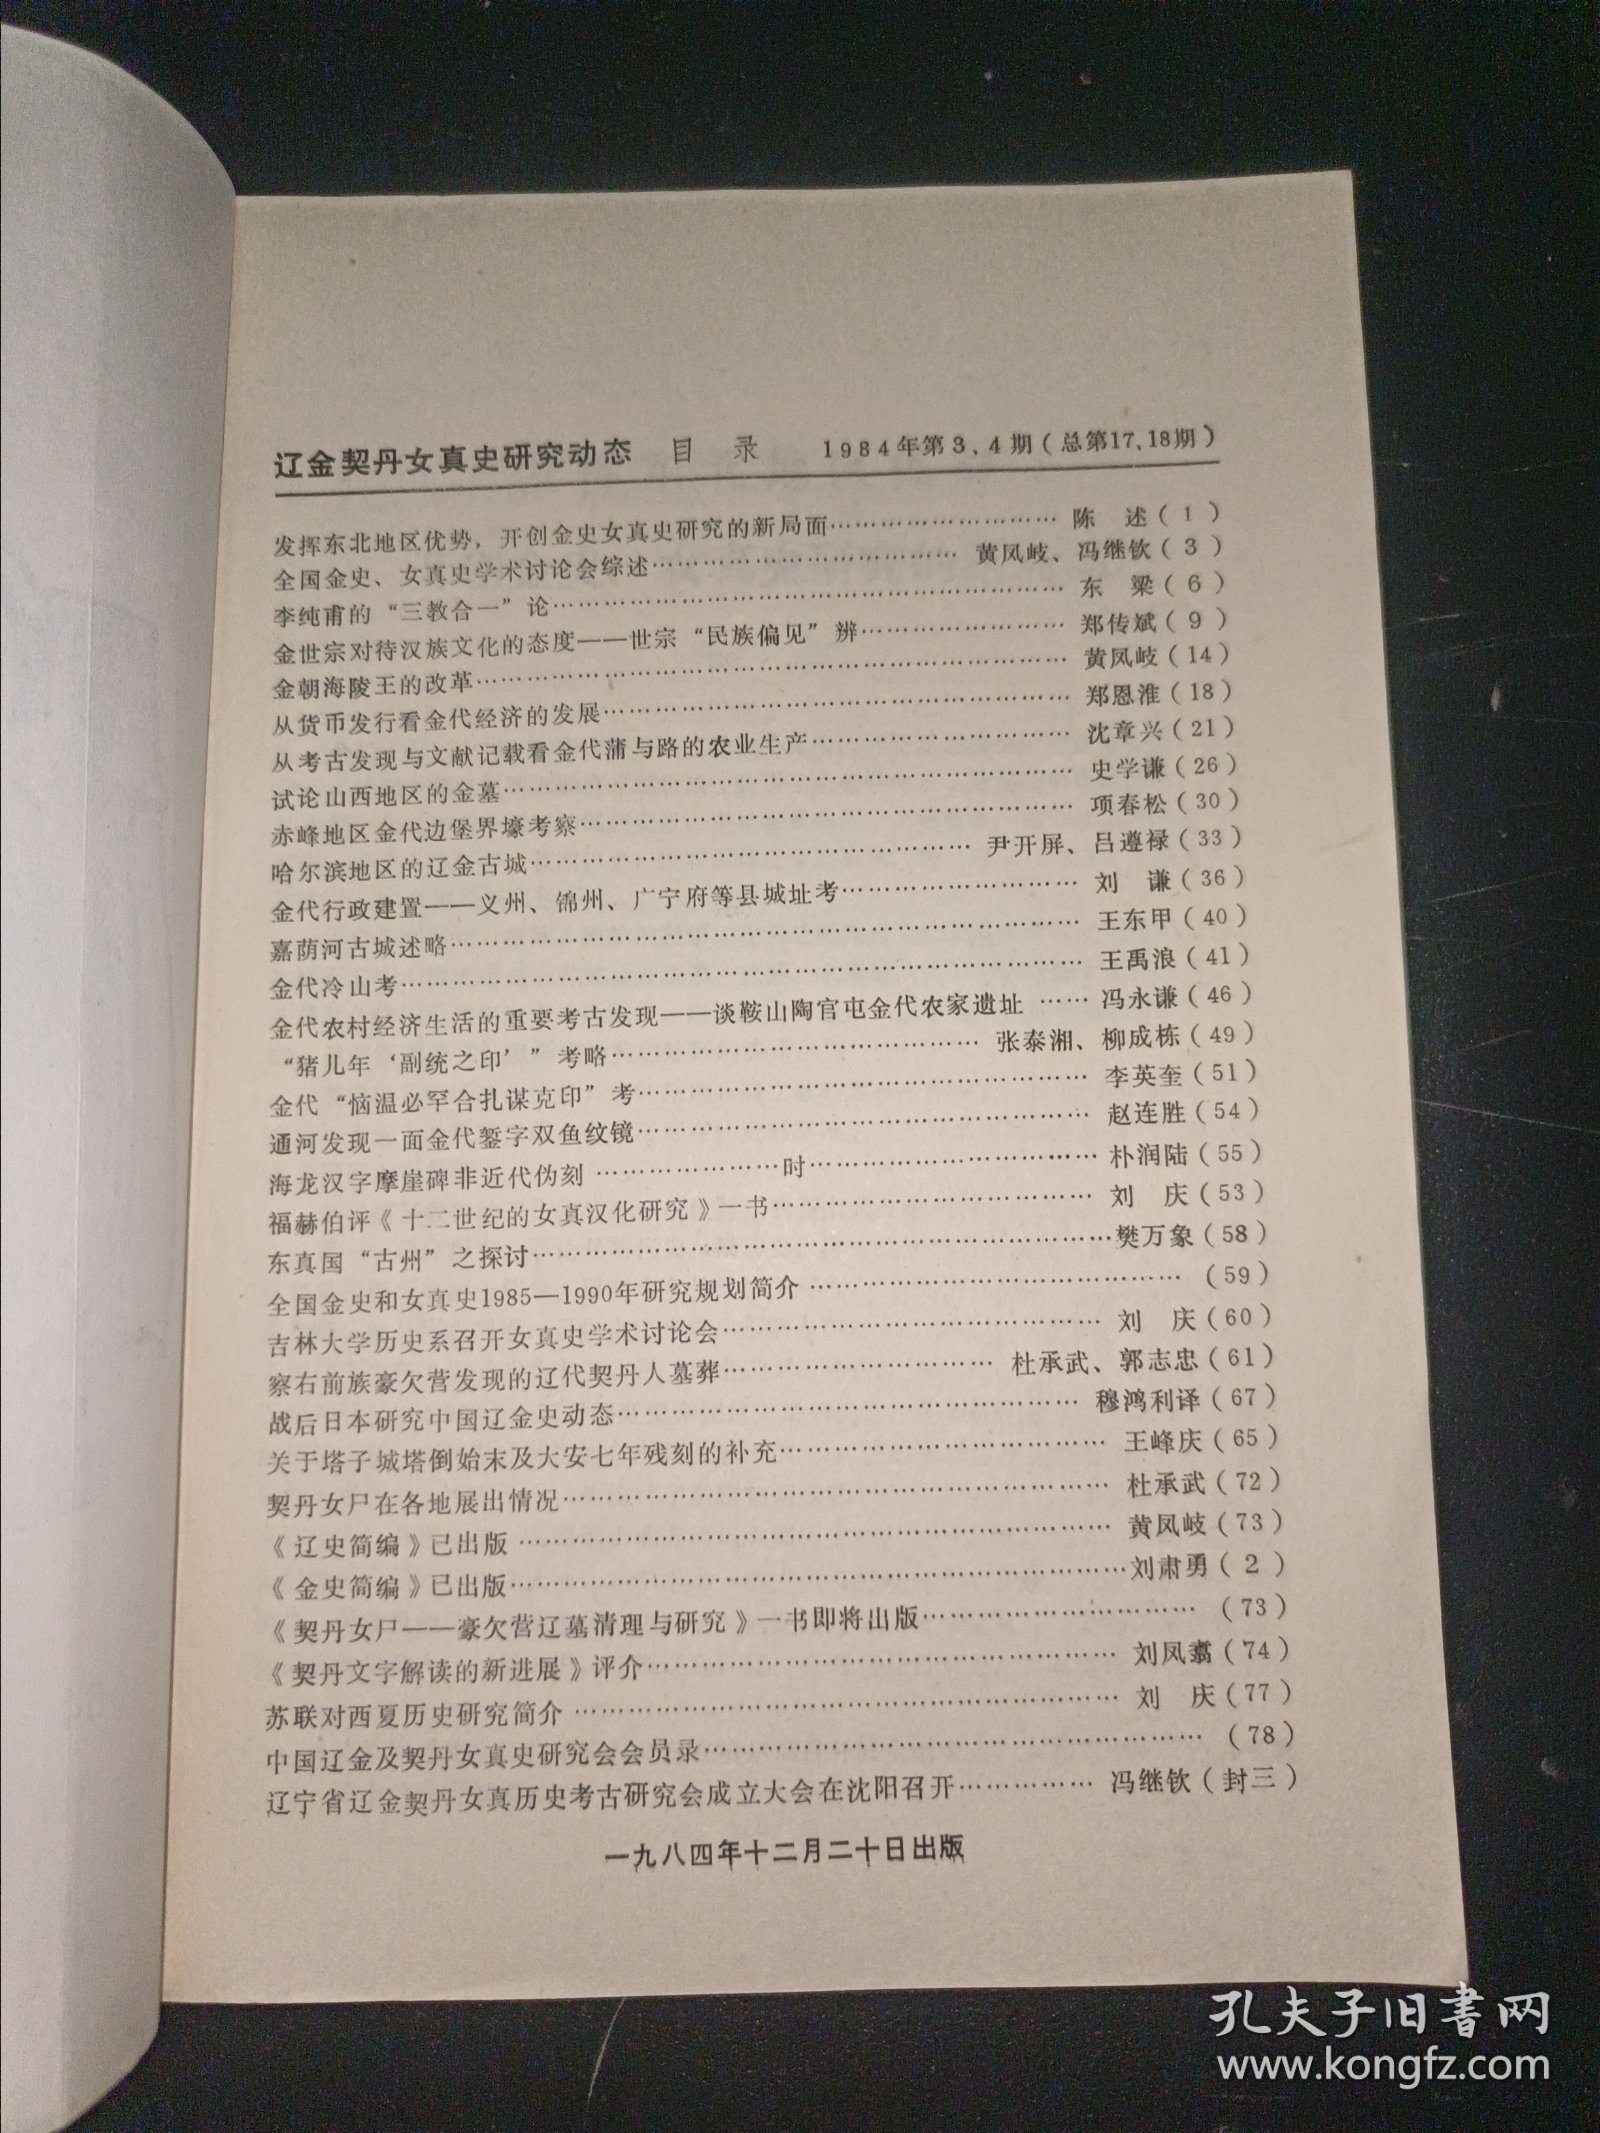 辽金契丹女真史研究动态 目 录 1984年第3、4期(总第17、18期)
发挥东北地区优势，开创金史女真史研究的新局面…………………………陈 述(1)
全国金史、女真史学术讨论会综述…………………………………黄凤岐、冯继钦(3)
李纯甫的“三教合一”论……………………………………………………东 梁(6)
金世宗对待汉族文化的态度——世宗“民族偏见”辨………………………郑传斌(9)
金朝海陵王的改革……………………………………………………………黄凤岐(14)
从货币发行看金代经济的发展………………………………………………郑恩淮(18)
从考古发现与文献记载看金代蒲与路的农业生产…………………………沈章兴(21)
试论山西地区的金墓…………………………………………………………史学谦(26)
赤峰地区金代边堡界壕考察…………………………………………………项春松(30)
哈尔滨地区的辽金古城……………………………………………尹开屏、吕遵禄(33)
金代行政建置——义州、锦州、广宁府等县城址考…………………………刘 谦(36)
嘉荫河古城述略………………………………………………………………王东甲(40)
金代冷山考……………………………………………………………………王禹浪(41)
金代农村经济生活的重要考古发现——谈鞍山陶官屯金代农家遗址 ……冯永谦(46)
“猪儿年‘副统之印’”考略………………………………………张泰湘、柳成栋(49)
金代“恼温必罕合扎谋克印”考………………………………………………李英奎(51)
通河发现一面金代錾字双鱼纹镜……………………………………………赵连胜(54)
海龙汉字摩崖碑非近代伪刻 …………………时……………………………朴润陆(55)
福赫伯评《十二世纪的女真汉化研究》一书…………………………………刘 庆(53)
东真国“古州”之探讨…………………………………………………………樊万象(58)
全国金史和女真史1985—1990年研究规划简介 ……………………………………(59)
吉林大学历史系召开女真史学术讨论会……………………………………刘 庆(60)
察右前旗豪欠营发现的辽代契丹人墓葬……………………………杜承武、郭志忠(61)
战后日本研究中国辽金史动态………………………………………………穆鸿利译(67)
关于塔子城塔倒始末及大安七年残刻的补充………………………………王峰庆(65)
契丹女尸在各地展出情况……………………………………………………杜承武(72)
《辽史简编》已出版 …………………………………………………………黄凤岐(73)
《金史简编》已出版……………………………………………………………刘肃勇(2)
《契丹女尸——豪欠营辽墓清理与研究》一书即将出版…………………………(73)
《契丹文字解读的新进展》评介………………………………………………刘凤翥(74)
苏联对西夏历史研究简介 ……………………………………………………刘 庆(77)
中国辽金及契丹女真史研究会会员录………………………………………………(78)
辽宁省辽金契丹女真历史考古研究会成立大会在沈阳召开……………冯继钦(封三)
一九八四年十二月二十日出版
孔夫子旧书网
www.kongfz.com